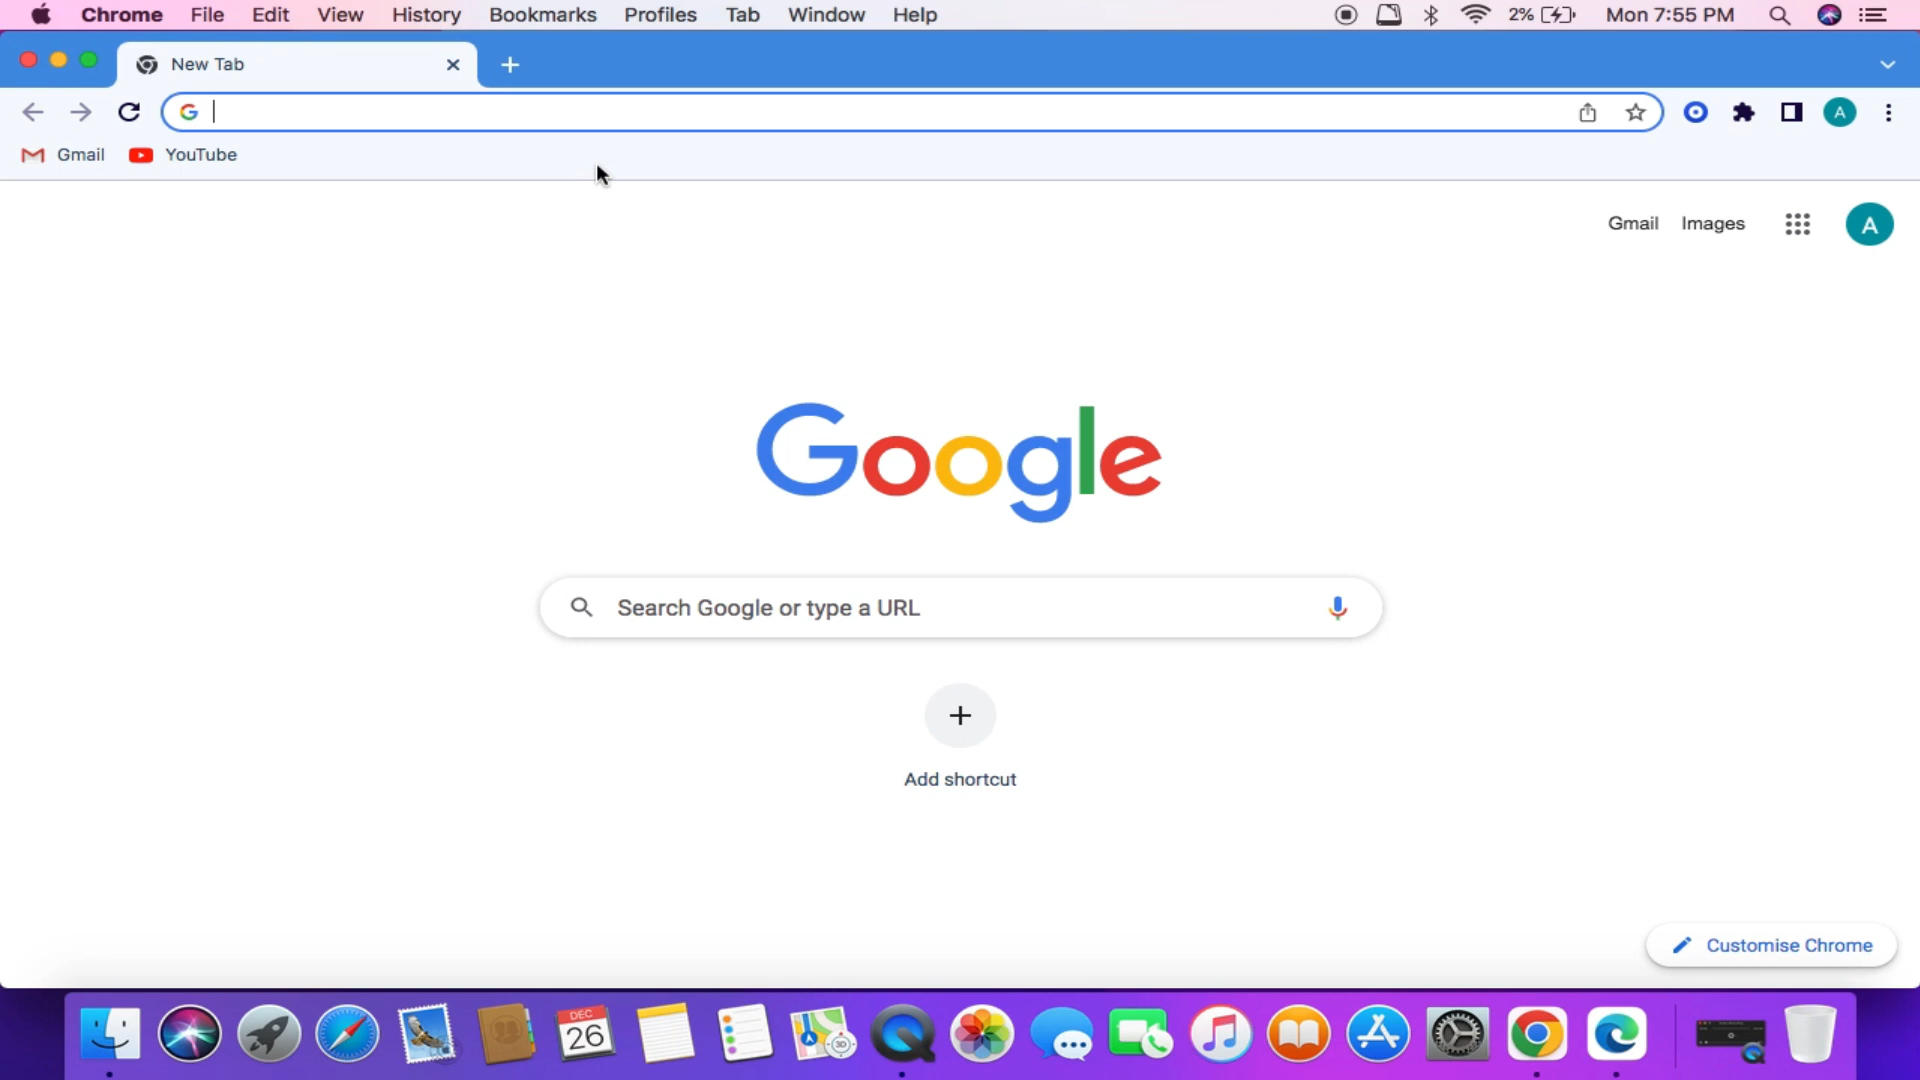 Chrome File Edit View History Bookmarks Profiles Tab Window Help 2% Mon 7:55 PM
New Tab
Gmail YouTube A
Gmail Images A
Google
Search Google or type a URL
Add shortcut
Customise Chrome
DEC
26
3D